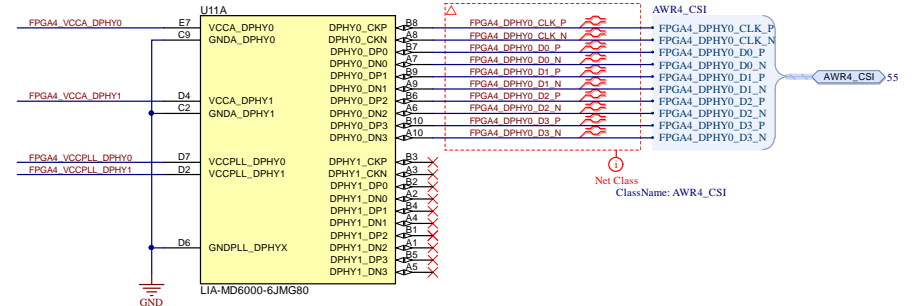 U11A
FPGA4_VCCA_DPHY0 E7 VCCA_DPHY0 DPHY0_CKP B8 FPGA4_DPHY0_CLK_P
C9 GNDA_DPHY0 DPHY0_CKN A8 FPGA4_DPHY0_CLK_N
DPHY0_DP0 B7 FPGA4_DPHY0_D0_P
DPHY0_DN0 A7 FPGA4_DPHY0_D0_N
DPHY0_DP1 B9 FPGA4_DPHY0_D1_P
DPHY0_DN1 A9 FPGA4_DPHY0_D1_N
FPGA4_VCCA_DPHY1 D4 VCCA_DPHY1 DPHY0_DP2 B6 FPGA4_DPHY0_D2_P
C2 GNDA_DPHY1 DPHY0_DN2 A6 FPGA4_DPHY0_D2_N
DPHY0_DP3 B10 FPGA4_DPHY0_D3_P
DPHY0_DN3 A10 FPGA4_DPHY0_D3_N
FPGA4_VCCPLL_DPHY0 D7 VCCPLL_DPHY0 DPHY1_CKP B3
FPGA4_VCCPLL_DPHY1 D2 VCCPLL_DPHY1 DPHY1_CKN A3
DPHY1_DP0 B2
DPHY1_DN0 A2
DPHY1_DP1 B4
DPHY1_DN1 A4
DPHY1_DP2 B1
D6 GNDPLL_DPHYX DPHY1_DN2 A1
DPHY1_DP3 B5
DPHY1_DN3 A5
LIA-MD6000-6JMG80
GND
i
Net Class
ClassName: AWR4_CSI
AWR4_CSI
FPGA4_DPHY0_CLK_P
FPGA4_DPHY0_CLK_N
FPGA4_DPHY0_D0_P
FPGA4_DPHY0_D0_N
FPGA4_DPHY0_D1_P
FPGA4_DPHY0_D1_N
FPGA4_DPHY0_D2_P
FPGA4_DPHY0_D2_N
FPGA4_DPHY0_D3_P
FPGA4_DPHY0_D3_N
AWR4_CSI 55